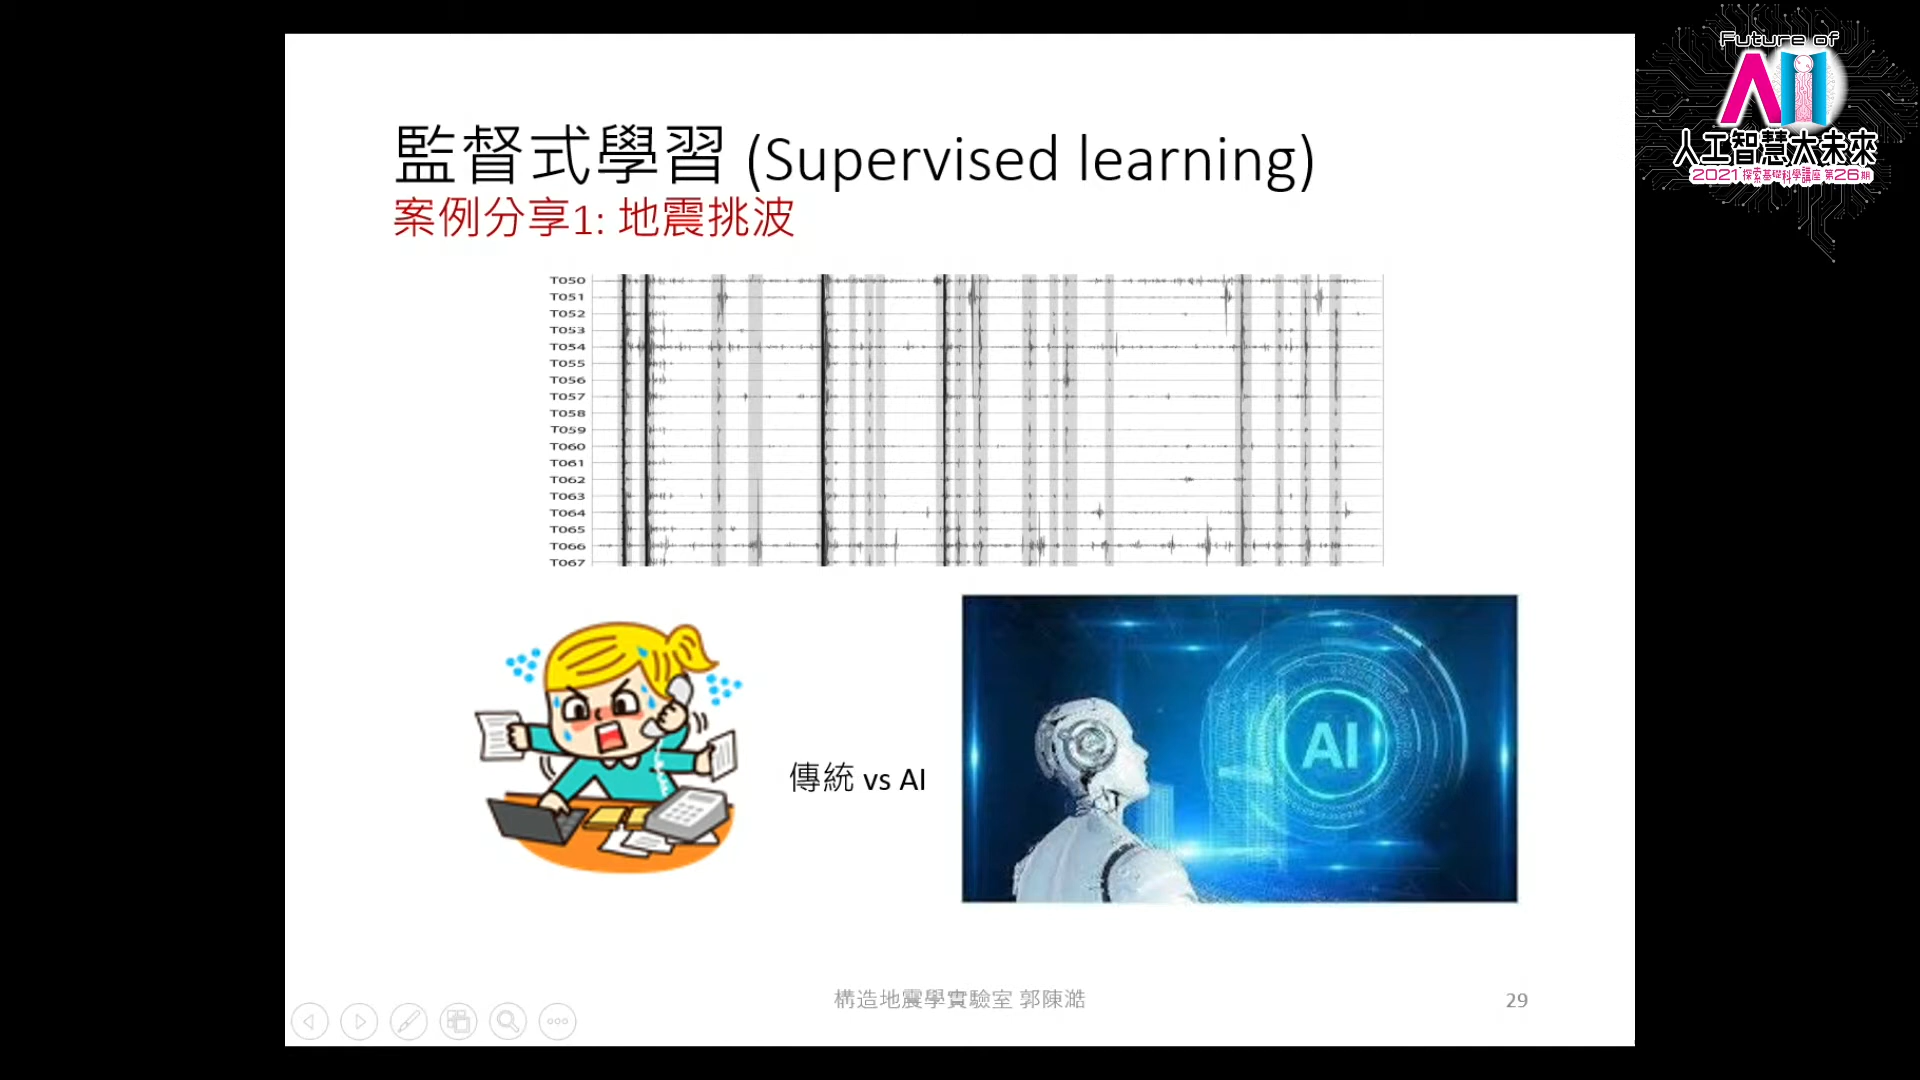 Future of
AI
人工智慧大未來
2021 探索基礎科學講座 第26期
監督式學習 (Supervised learning)
案例分享1: 地震挑波
T050
T051
T052
T053
T054
T055
T056
T057
T058
T059
T060
T061
T062
T063
T064
T065
T066
T067
傳統 vs AI
AI
構造地震學實驗室 郭陳澔
29